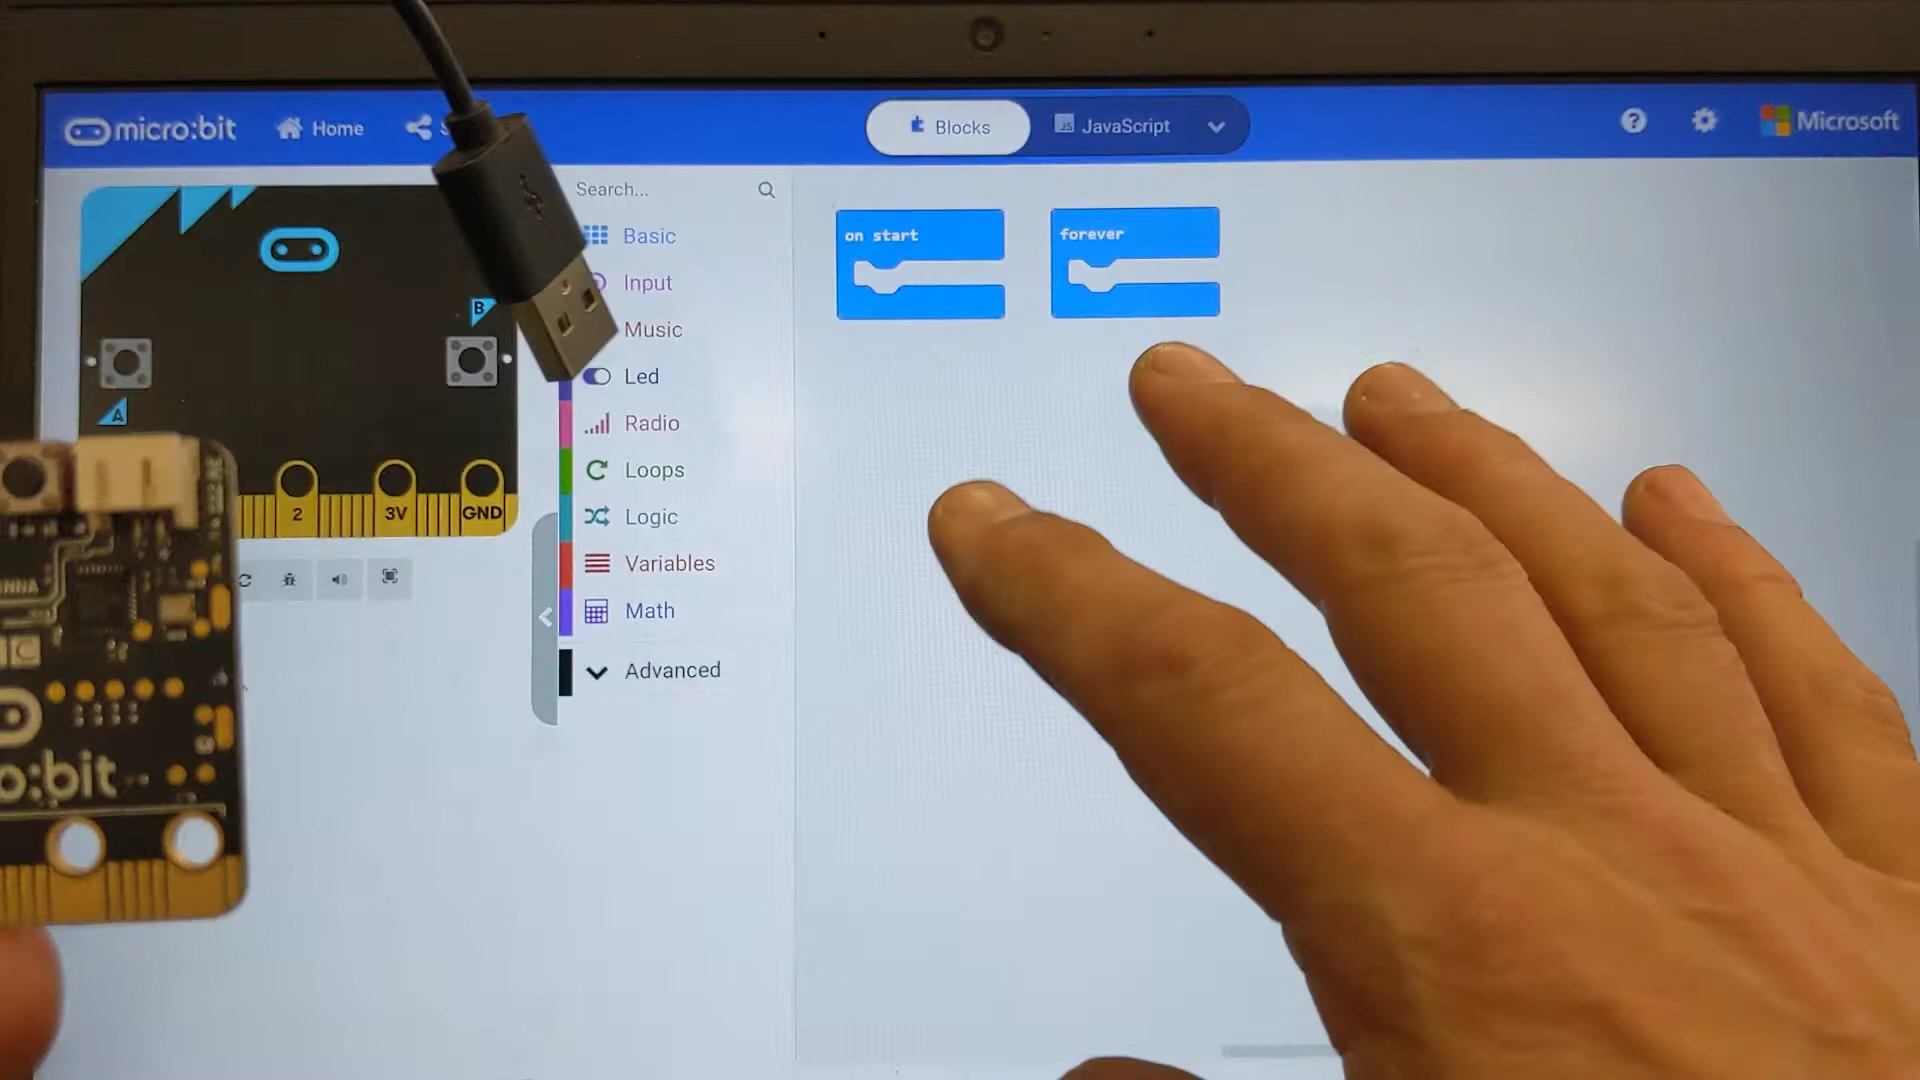 micro:bit Home
Blocks JavaScript
Microsoft
Search...
Basic
Input
Music
Led
Radio
Loops
Logic
Variables
Math
Advanced
on start
forever
B
A
2 3V GND
o:bit